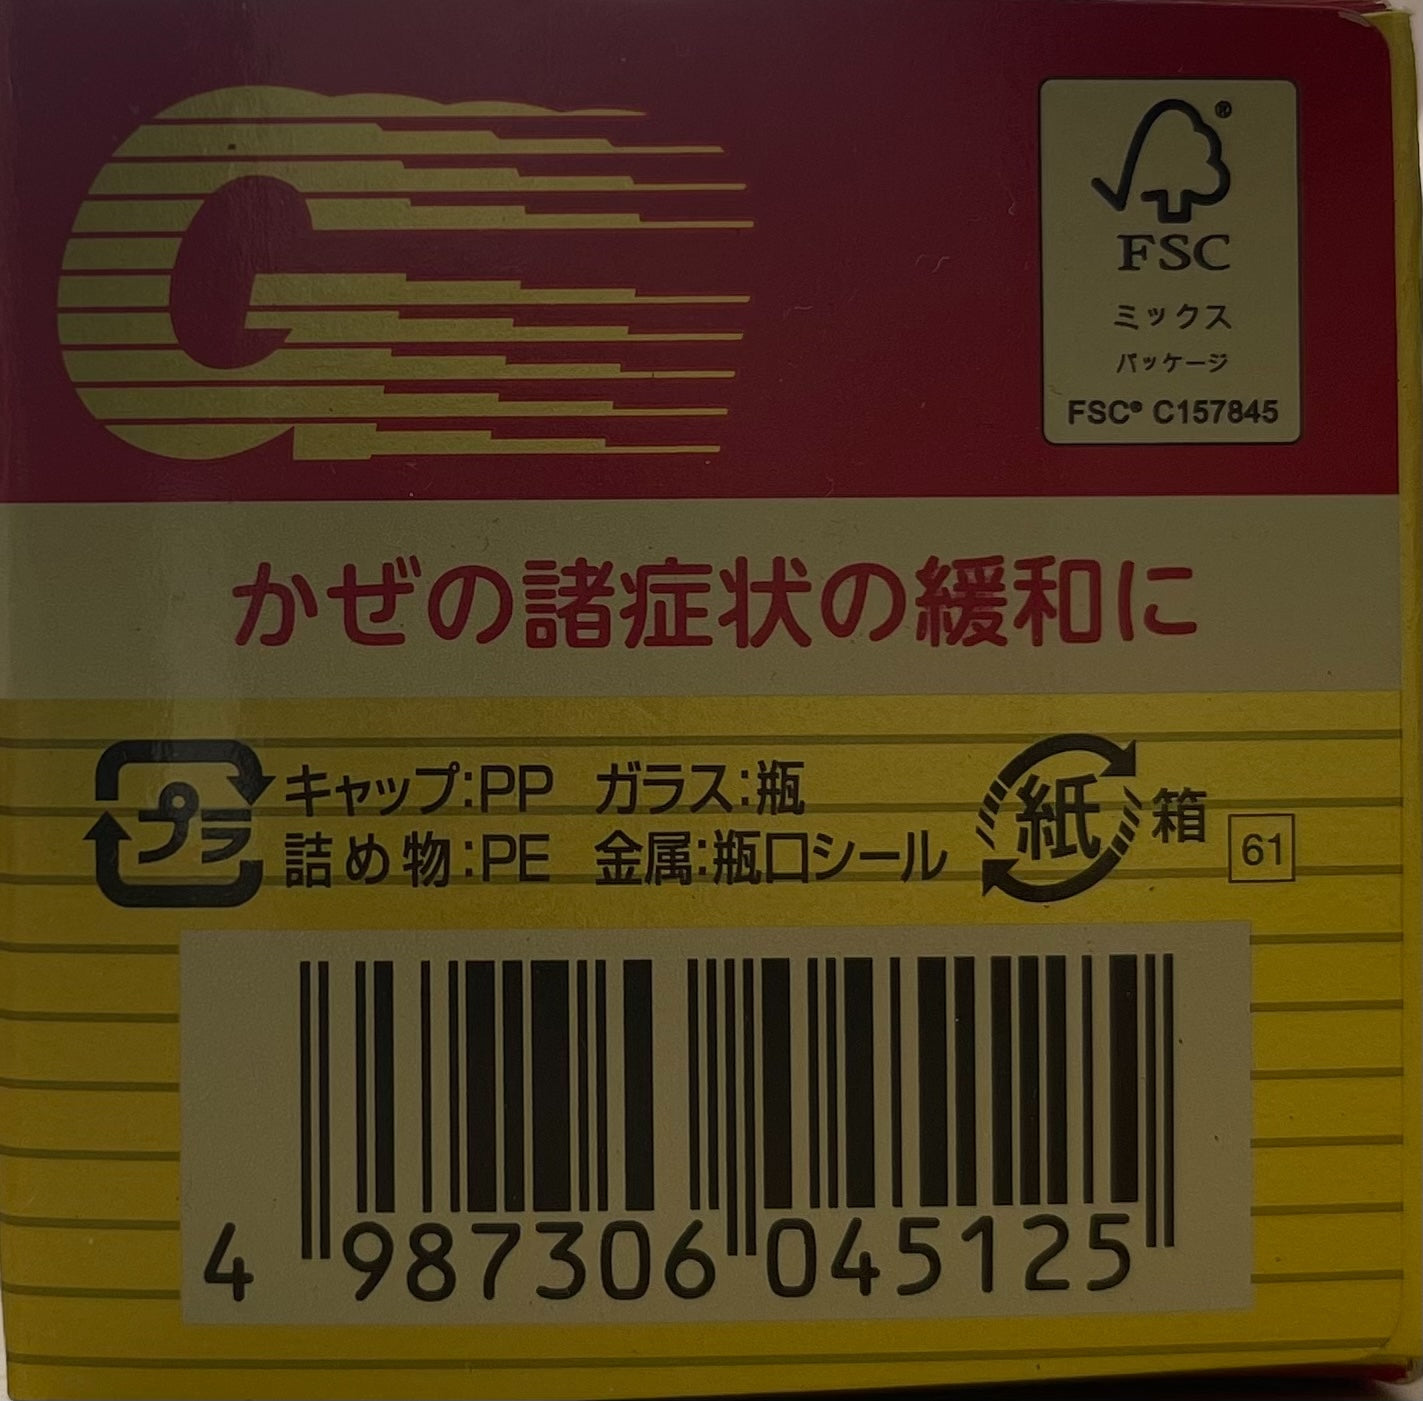 G
FSC®
ミックス
パッケージ
FSC® C157845
かぜの諸症状の緩和に
プラ キャップ:PP ガラス:瓶
詰め物:PE 金属:瓶口シール
紙 箱 61
4 987306 045125